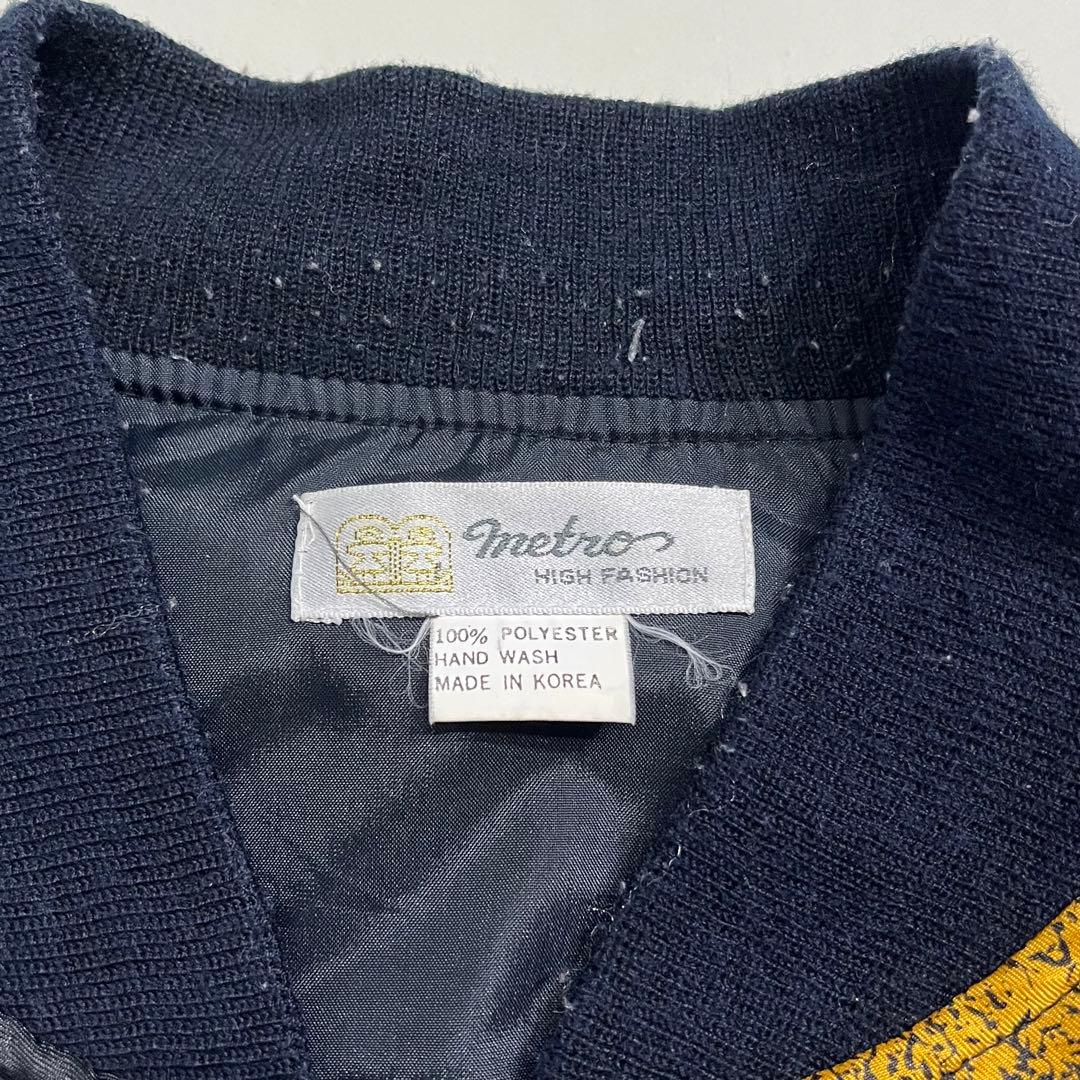 metro
HIGH FASHION
100% POLYESTER
HAND WASH
MADE IN KOREA